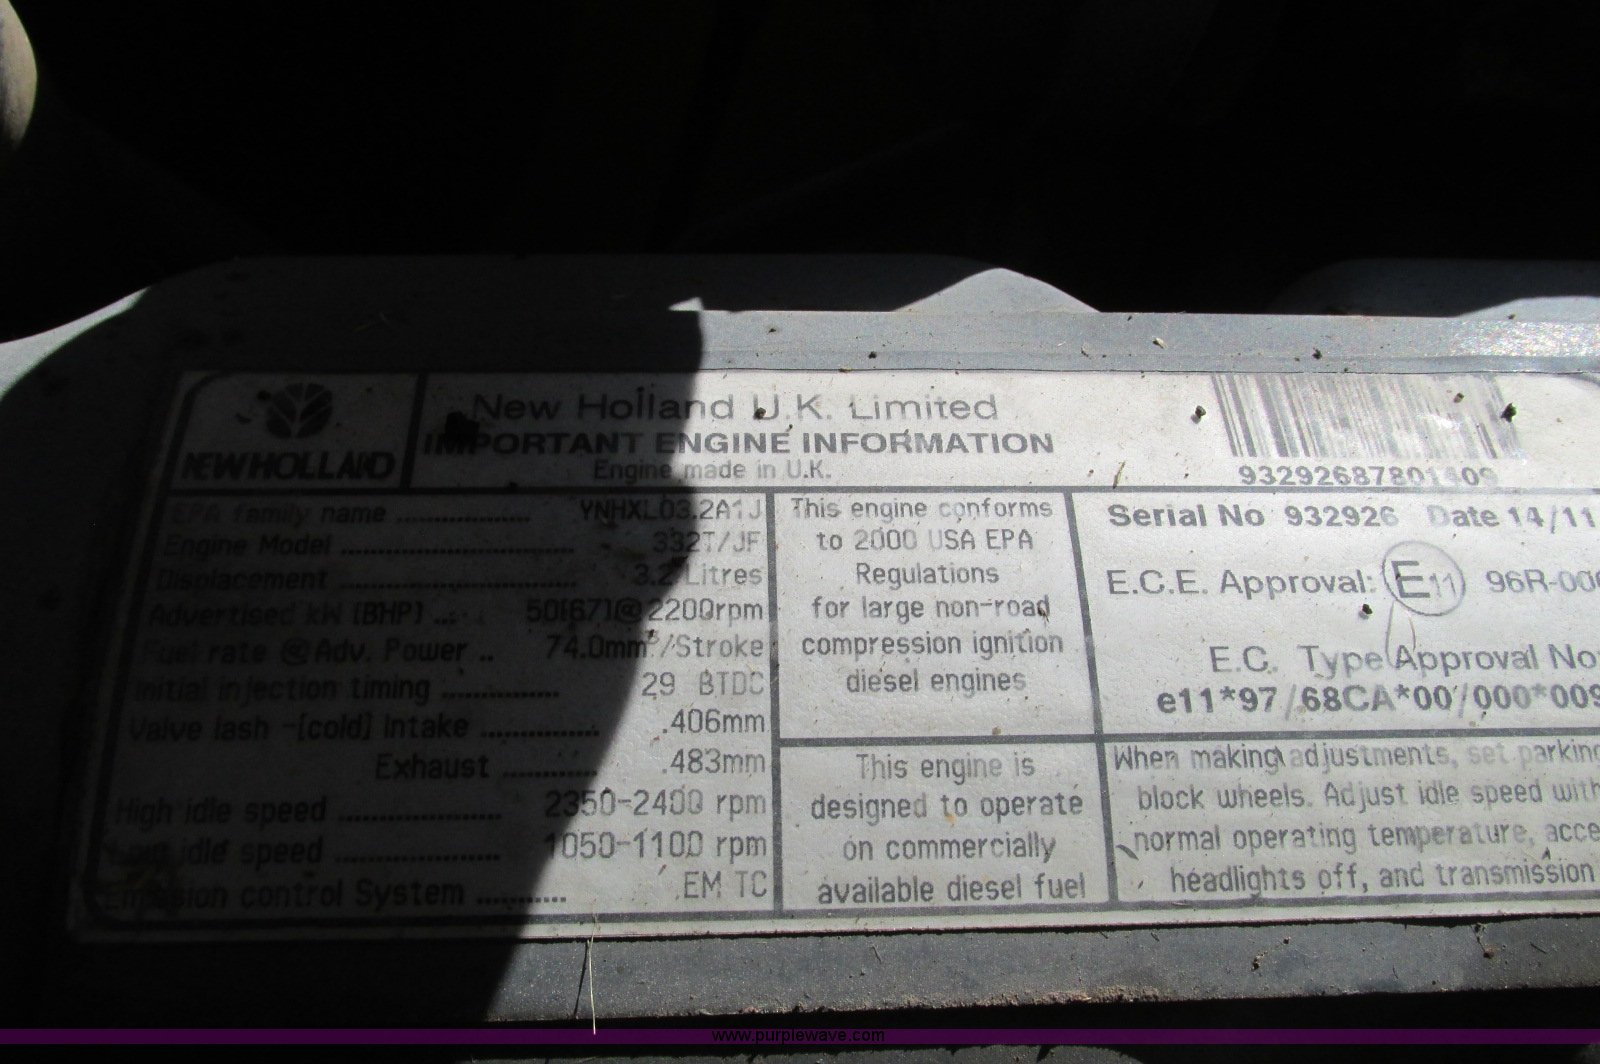 NEW HOLLAND
New Holland U.K. Limited
IMPORTANT ENGINE INFORMATION
Engine made in U.K.
EPA family name .................. YNHXL03.2A1J
Engine Model ............................... 332T/JF
Displacement ............................... 3.2 Litres
Advertised kW (BHP) .... 50(67)@2200rpm
Fuel rate @ Adv. Power .. 74.0mm³/Stroke
Initial injection timing ............... 29 BTDC
Valve lash -[cold] Intake ............... .406mm
Exhaust ............ .483mm
High idle speed .................... 2350-2400 rpm
idle speed .................... 1050-1100 rpm
Emission control System ........... EM TC
This engine conforms
to 2000 USA EPA
Regulations
for large non-road
compression ignition
diesel engines
This engine is
designed to operate
on commercially
available diesel fuel
Serial No 932926 Date 14/11
E.C.E. Approval: E11 96R-00
E.C. Type Approval No
e11*97/68CA*00/000*009
When making adjustments, set parking
block wheels. Adjust idle speed with
normal operating temperature, acce
headlights off, and transmission
www.purplewave.com